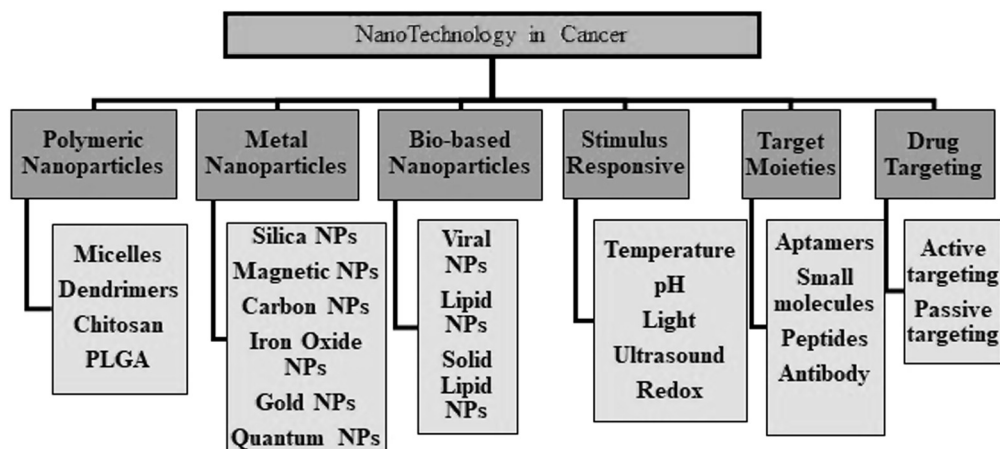 NanoTechnology in Cancer
Polymeric
Nanoparticles
Metal
Nanoparticles
Bio-based
Nanoparticles
Stimulus
Responsive
Target
Moieties
Drug
Targeting
Micelles
Dendrimers
Chitosan
PLGA
Silica NPs
Magnetic NPs
Carbon NPs
Iron Oxide
NPs
Gold NPs
Quantum NPs
Viral
NPs
Lipid
NPs
Solid
Lipid NPs
Temperature
pH
Light
Ultrasound
Redox
Aptamers
Small
molecules
Peptides
Antibody
Active
targeting
Passive
targeting